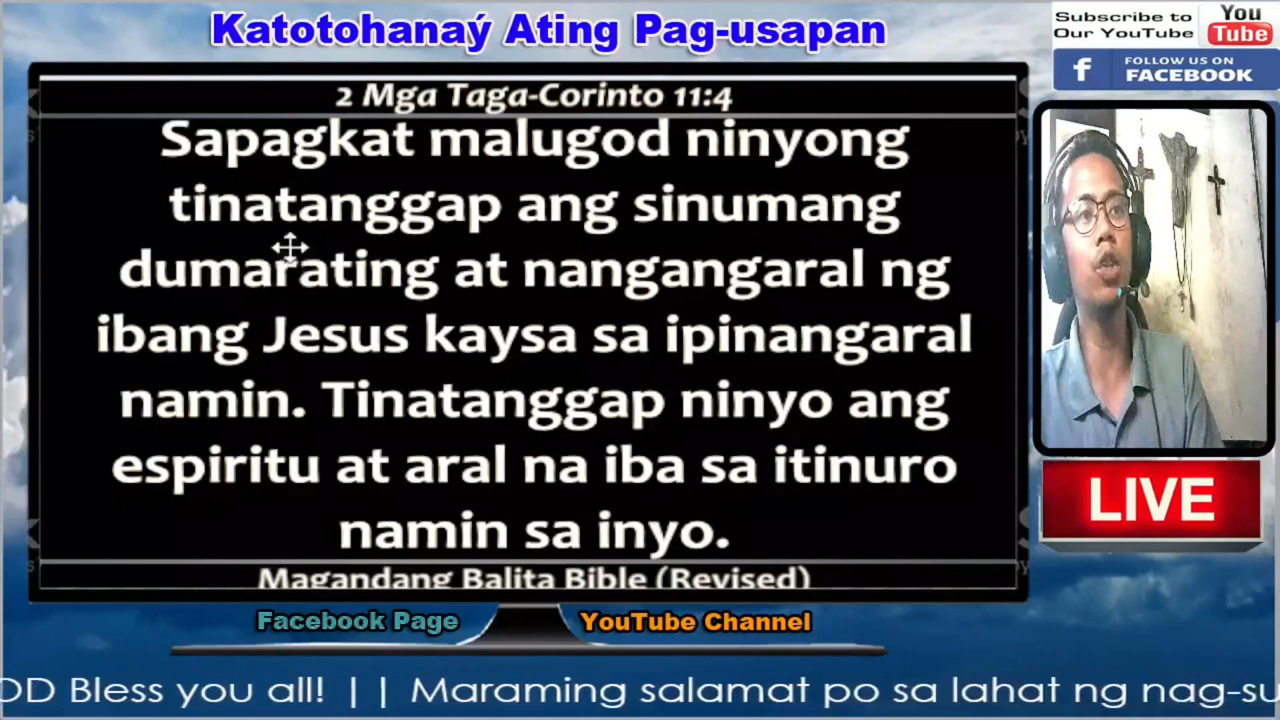 Katotohanaý Ating Pag-usapan
Subscribe to
Our YouTube
You
Tube
f
FOLLOW US ON
FACEBOOK
2 Mga Taga-Corinto 11:4
Sapagkat malugod ninyong
tinatanggap ang sinumang
dumarating at nangangaral ng
ibang Jesus kaysa sa ipinangaral
namin. Tinatanggap ninyo ang
espiritu at aral na iba sa itinuro
namin sa inyo.
Magandang Balita Bible (Revised)
LIVE
Facebook Page
YouTube Channel
OD Bless you all! || Maraming salamat po sa lahat ng nag-su